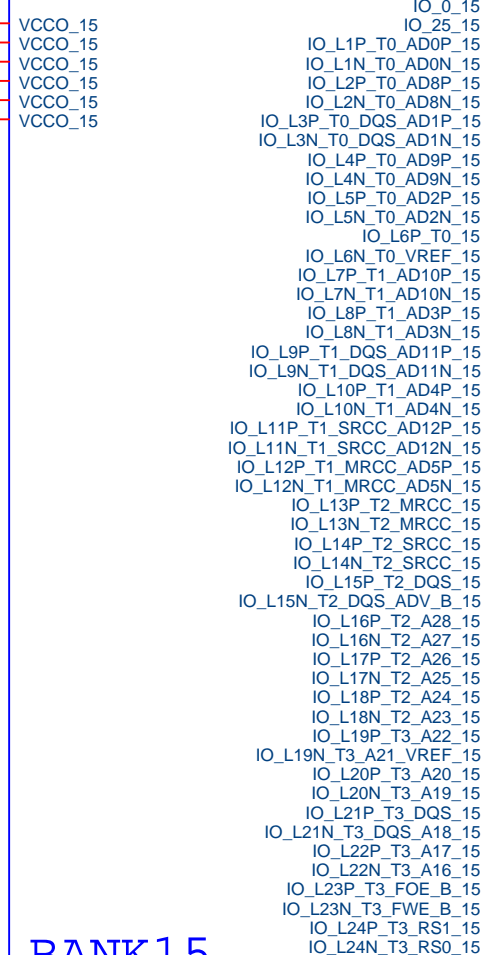 IO_0_15
VCCO_15 IO_25_15
VCCO_15 IO_L1P_T0_AD0P_15
VCCO_15 IO_L1N_T0_AD0N_15
VCCO_15 IO_L2P_T0_AD8P_15
VCCO_15 IO_L2N_T0_AD8N_15
VCCO_15 IO_L3P_T0_DQS_AD1P_15
IO_L3N_T0_DQS_AD1N_15
IO_L4P_T0_AD9P_15
IO_L4N_T0_AD9N_15
IO_L5P_T0_AD2P_15
IO_L5N_T0_AD2N_15
IO_L6P_T0_15
IO_L6N_T0_VREF_15
IO_L7P_T1_AD10P_15
IO_L7N_T1_AD10N_15
IO_L8P_T1_AD3P_15
IO_L8N_T1_AD3N_15
IO_L9P_T1_DQS_AD11P_15
IO_L9N_T1_DQS_AD11N_15
IO_L10P_T1_AD4P_15
IO_L10N_T1_AD4N_15
IO_L11P_T1_SRCC_AD12P_15
IO_L11N_T1_SRCC_AD12N_15
IO_L12P_T1_MRCC_AD5P_15
IO_L12N_T1_MRCC_AD5N_15
IO_L13P_T2_MRCC_15
IO_L13N_T2_MRCC_15
IO_L14P_T2_SRCC_15
IO_L14N_T2_SRCC_15
IO_L15P_T2_DQS_15
IO_L15N_T2_DQS_ADV_B_15
IO_L16P_T2_A28_15
IO_L16N_T2_A27_15
IO_L17P_T2_A26_15
IO_L17N_T2_A25_15
IO_L18P_T2_A24_15
IO_L18N_T2_A23_15
IO_L19P_T3_A22_15
IO_L19N_T3_A21_VREF_15
IO_L20P_T3_A20_15
IO_L20N_T3_A19_15
IO_L21P_T3_DQS_15
IO_L21N_T3_DQS_A18_15
IO_L22P_T3_A17_15
IO_L22N_T3_A16_15
IO_L23P_T3_FOE_B_15
IO_L23N_T3_FWE_B_15
IO_L24P_T3_RS1_15
BANK15 IO_L24N_T3_RS0_15